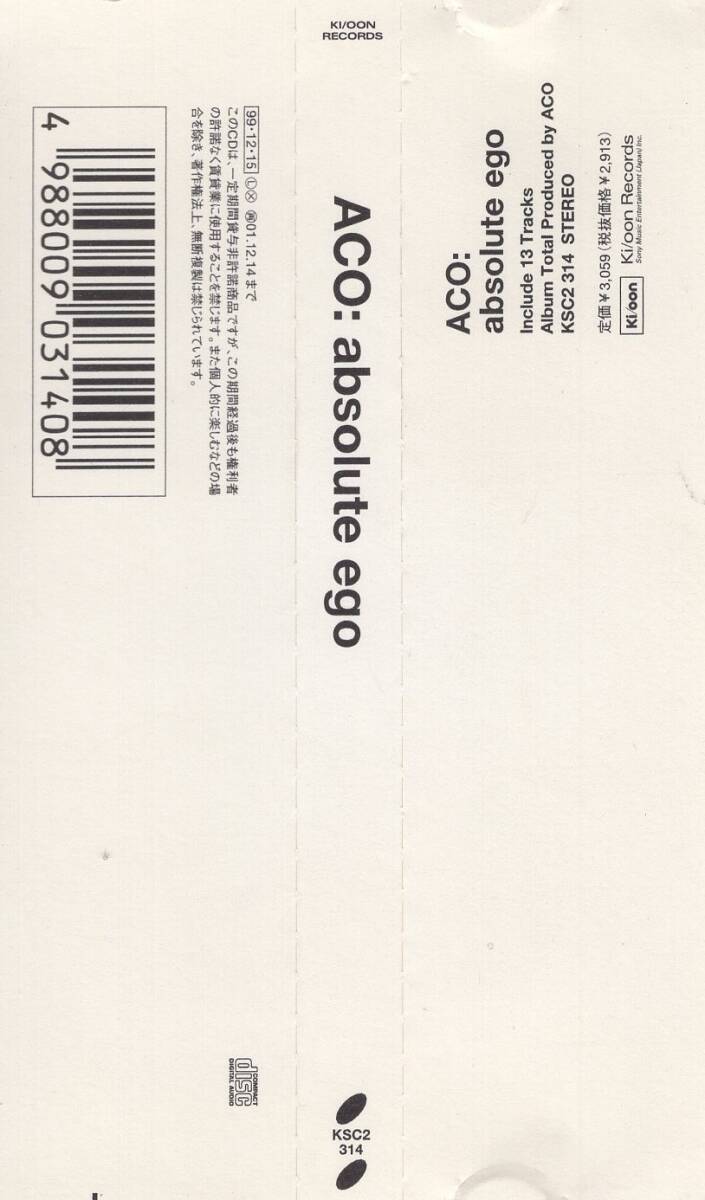 KI/OON
RECORDS
ACO:
absolute ego
Include 13 Tracks
Album Total Produced by ACO
KSC2 314 STEREO
定価¥3,059(税抜価格¥2,913)
Ki/oon
Ki/oon Records
Sony Music Entertainment (Japan) Inc.
ACO: absolute ego
KSC2
314
99・12・15 Ⓛ Ⓧ 再01.12.14まで
このCDは、一定期間貸与非許諾商品ですが、この期間経過後も権利者
の許諾なく賃貸業に使用することを禁じます。また個人的に楽しむなどの場
合を除き、著作権法上、無断複製は禁じられています。
4 988009 031408
COMPACT
disc
DIGITAL AUDIO